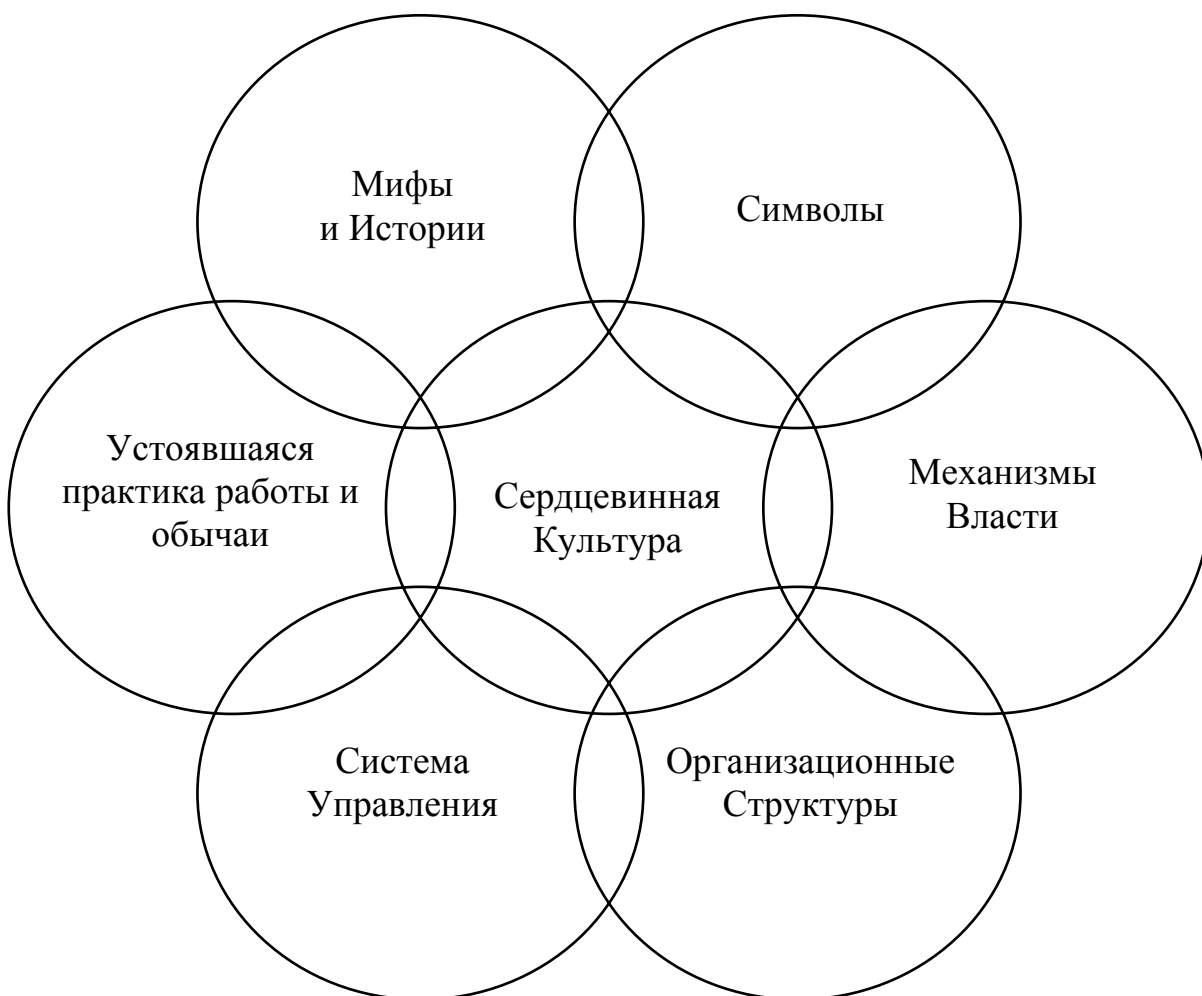 Мифы
и Истории
Символы
Устоявшаяся
практика работы и
обычаи
Сердцевинная
Культура
Механизмы
Власти
Система
Управления
Организационные
Структуры